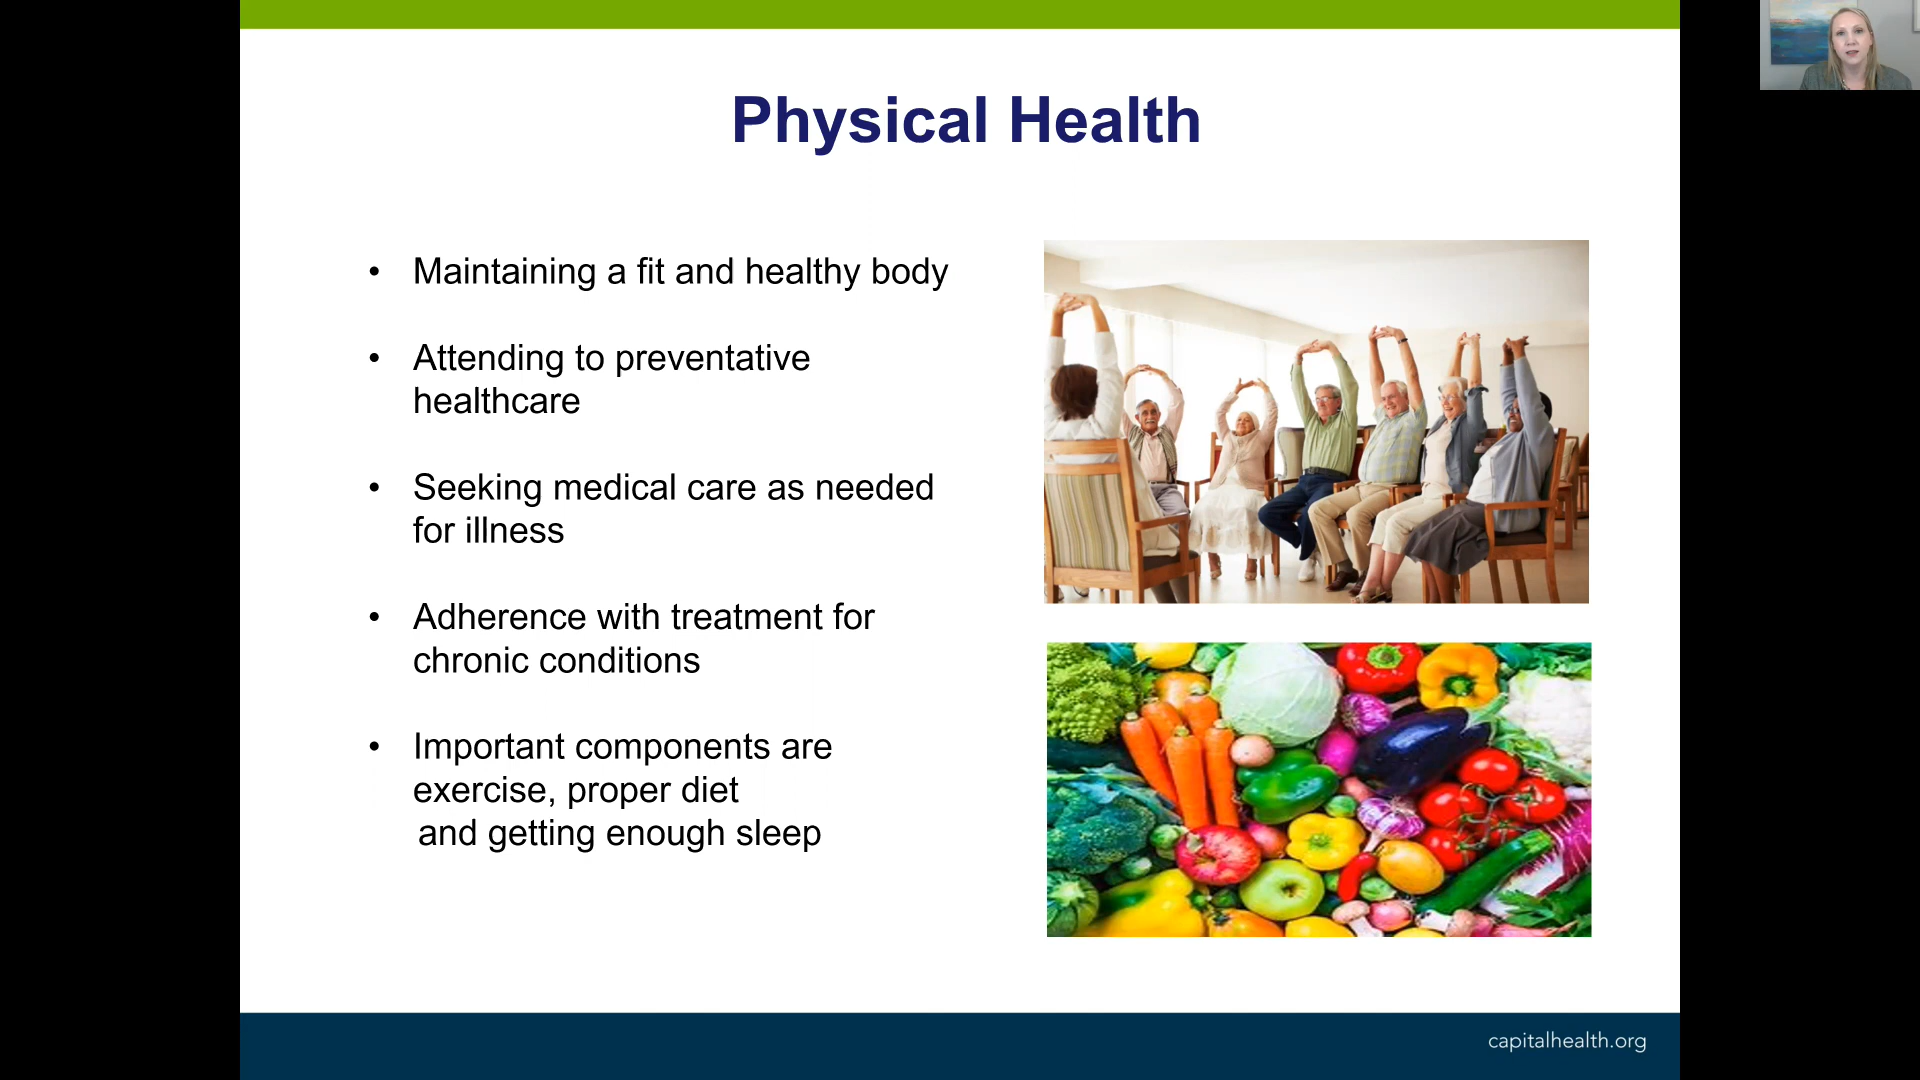 Physical Health
• Maintaining a fit and healthy body
• Attending to preventative
healthcare
• Seeking medical care as needed
for illness
• Adherence with treatment for
chronic conditions
• Important components are
exercise, proper diet
and getting enough sleep
capitalhealth.org